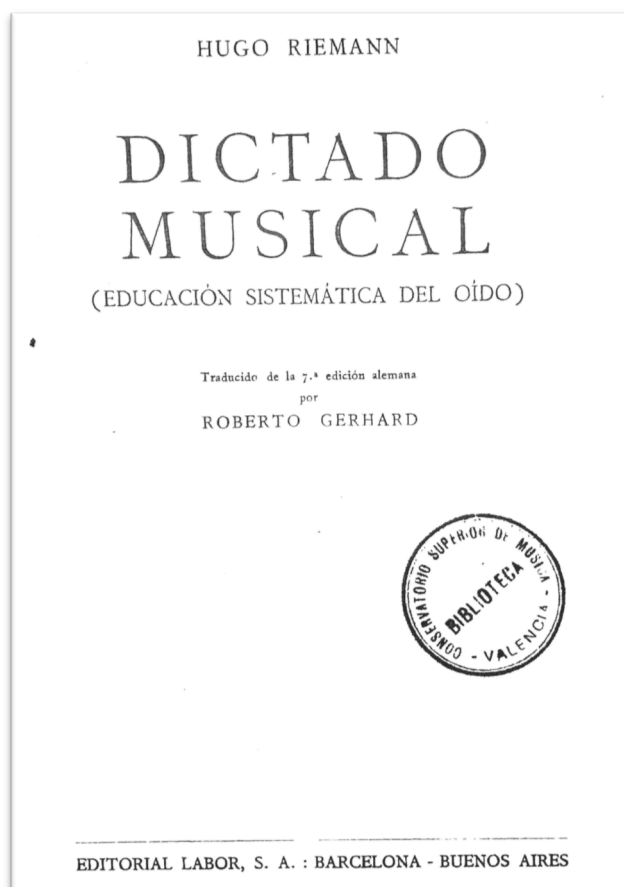 HUGO RIEMANN
DICTADO
MUSICAL
(EDUCACIÓN SISTEMÁTICA DEL OÍDO)
Traducido de la 7.ª edición alemana
por
ROBERTO GERHARD
CONSERVATORIO SUPERIOR DE MUSICA
BIBLIOTECA
- VALENCIA -
EDITORIAL LABOR, S. A. : BARCELONA - BUENOS AIRES